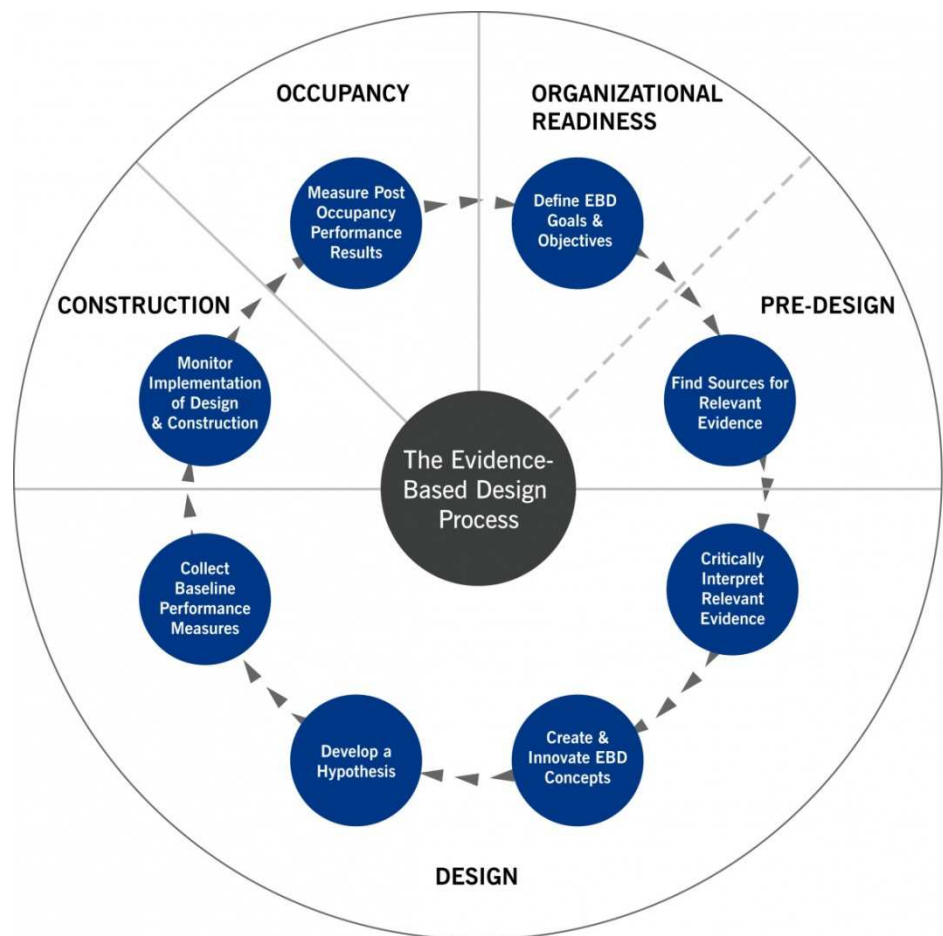 OCCUPANCY
ORGANIZATIONAL
READINESS
Measure Post
Occupancy
Performance
Results
Define EBD
Goals &
Objectives
CONSTRUCTION
PRE-DESIGN
Monitor
Implementation
of Design
& Construction
Find Sources for
Relevant
Evidence
The Evidence-
Based Design
Process
Collect
Baseline
Performance
Measures
Critically
Interpret
Relevant
Evidence
Develop a
Hypothesis
Create &
Innovate EBD
Concepts
DESIGN